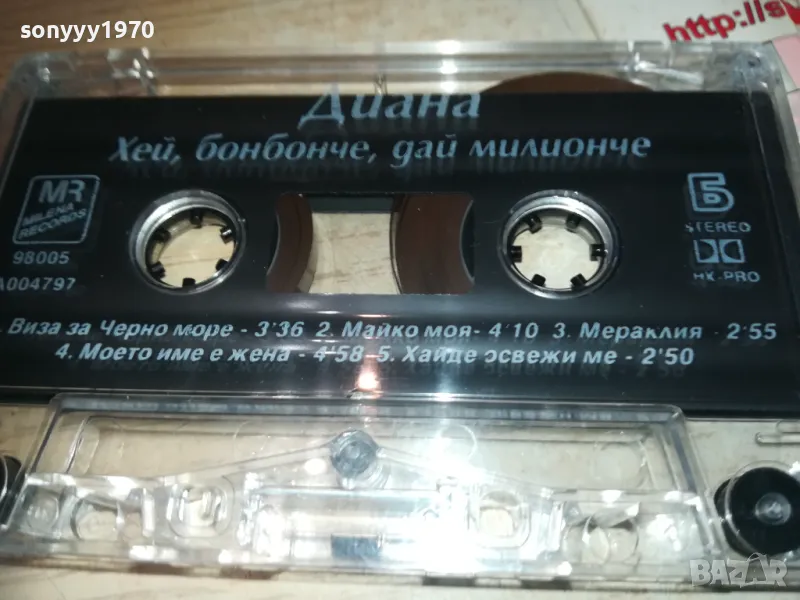 sonyyy1970
http://s
Диана
Хей, бонбонче, дай милионче
MR
MILENA
RECORDS
98005
A004797
Б
STEREO
HX-PRO
. Виза за Черно море - 3'36 2. Майко моя- 4'10 3. Мераклия - 2'55
4. Моето име е жена - 4'58 5. Хайде освежи ме - 2'50
BAZAR